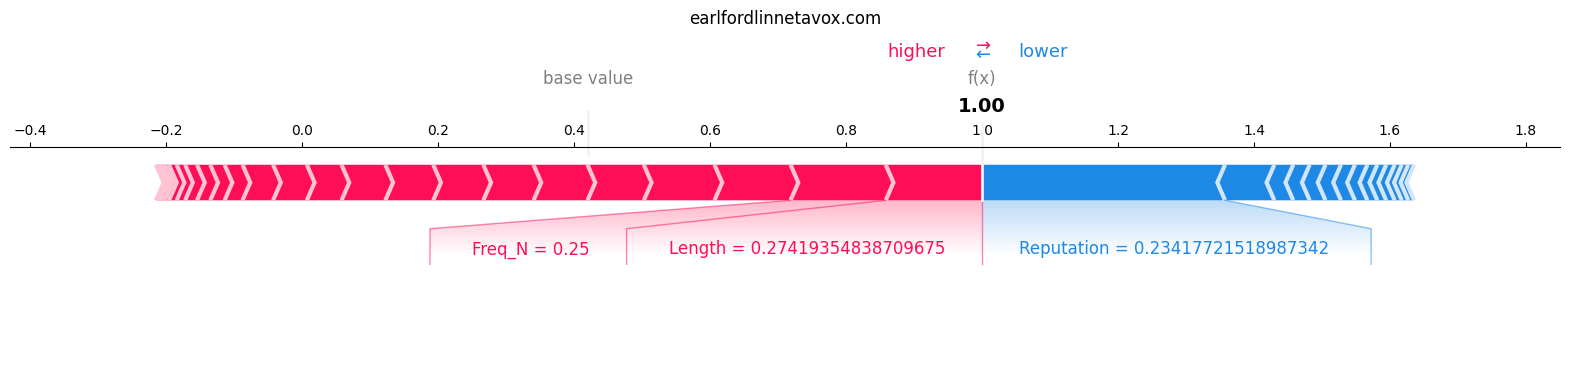 earlfordlinnetavox.com
higher ⇄ lower
base value f(x)
1.00
−0.4 −0.2 0.0 0.2 0.4 0.6 0.8 1.0 1.2 1.4 1.6 1.8
Freq_N = 0.25 Length = 0.27419354838709675 Reputation = 0.23417721518987342